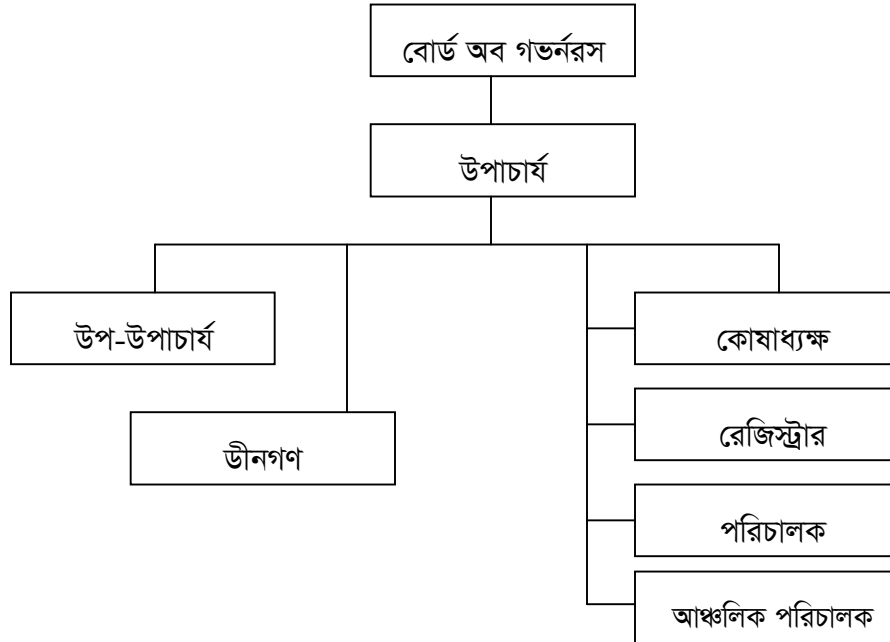 বোর্ড অব গভর্নরস
উপাচার্য
উপ-উপাচার্য
কোষাধ্যক্ষ
ডীনগণ
রেজিস্ট্রার
পরিচালক
আঞ্চলিক পরিচালক